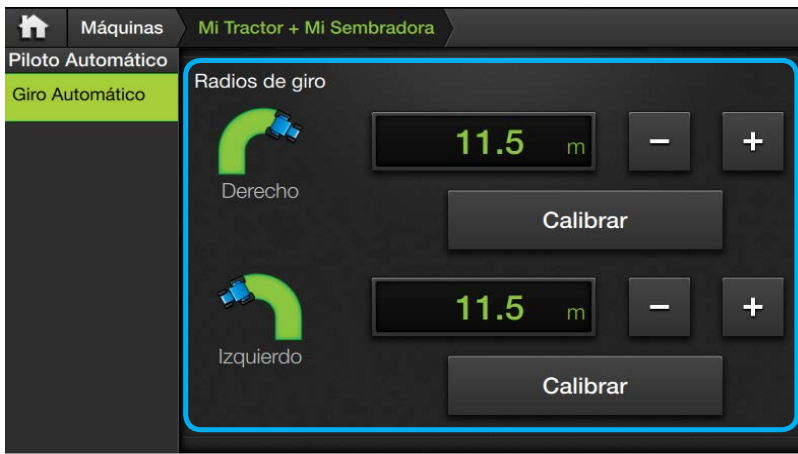 Máquinas
Mi Tractor + Mi Sembradora
Piloto Automático
Giro Automático
Radios de giro
11.5 m
− +
Derecho
Calibrar
11.5 m
− +
Izquierdo
Calibrar